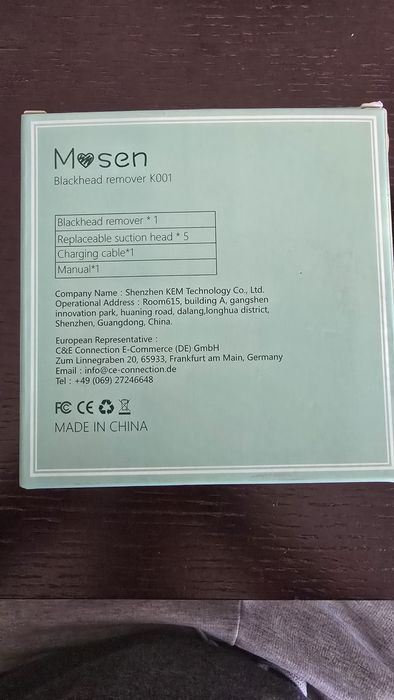 Mosen
Blackhead remover K001
Blackhead remover * 1
Replaceable suction head * 5
Charging cable*1
Manual*1
Company Name : Shenzhen KEM Technology Co., Ltd.
Operational Address : Room615, building A, gangshen
innovation park, huaning road, dalang,longhua district,
Shenzhen, Guangdong, China.
European Representative :
C&E Connection E-Commerce (DE) GmbH
Zum Linnegraben 20, 65933, Frankfurt am Main, Germany
Email : info@ce-connection.de
Tel : +49 (069) 27246648
FC CE
MADE IN CHINA